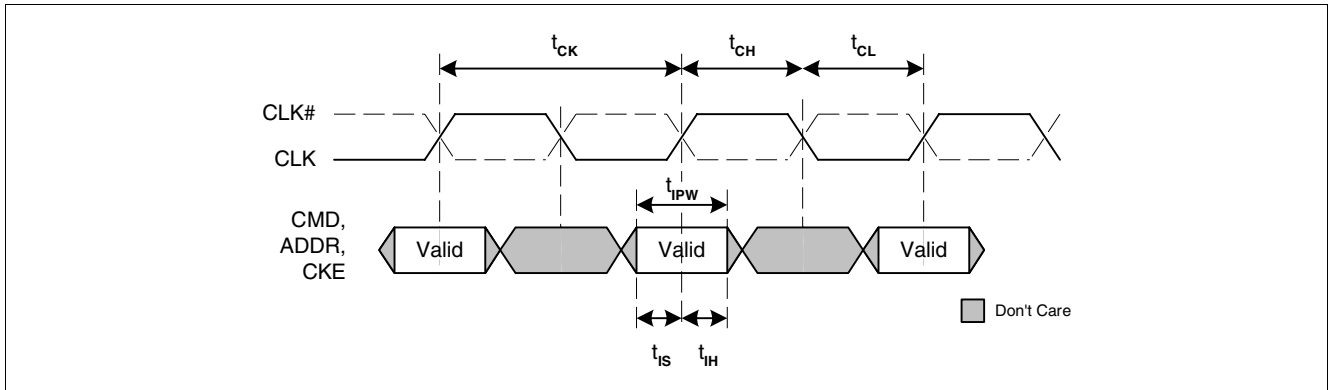 tCK
tCH
tCL
CLK#
CLK
tIPW
CMD,
ADDR,
CKE
Valid
Valid
Valid
Don't Care
tIS
tIH